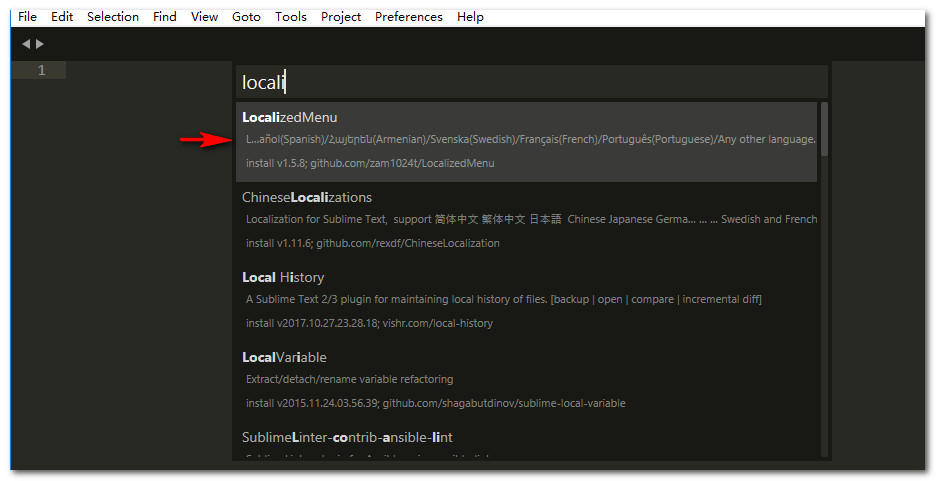 File Edit Selection Find View Goto Tools Project Preferences Help
1
locali
LocalizedMenu
L...añol(Spanish)/Հայերեն(Armenian)/Svenska(Swedish)/Français(French)/Português(Portuguese)/Any other language.
install v1.5.8; github.com/zam1024t/LocalizedMenu
ChineseLocalizations
Localization for Sublime Text, support 简体中文 繁体中文 日本語 Chinese Japanese Germa... ... ... Swedish and French
install v1.11.6; github.com/rexdf/ChineseLocalization
Local History
A Sublime Text 2/3 plugin for maintaining local history of files. [backup | open | compare | incremental diff]
install v2017.10.27.23.28.18; vishr.com/local-history
LocalVariable
Extract/detach/rename variable refactoring
install v2015.11.24.03.56.39; github.com/shagabutdinov/sublime-local-variable
SublimeLinter-contrib-ansible-lint